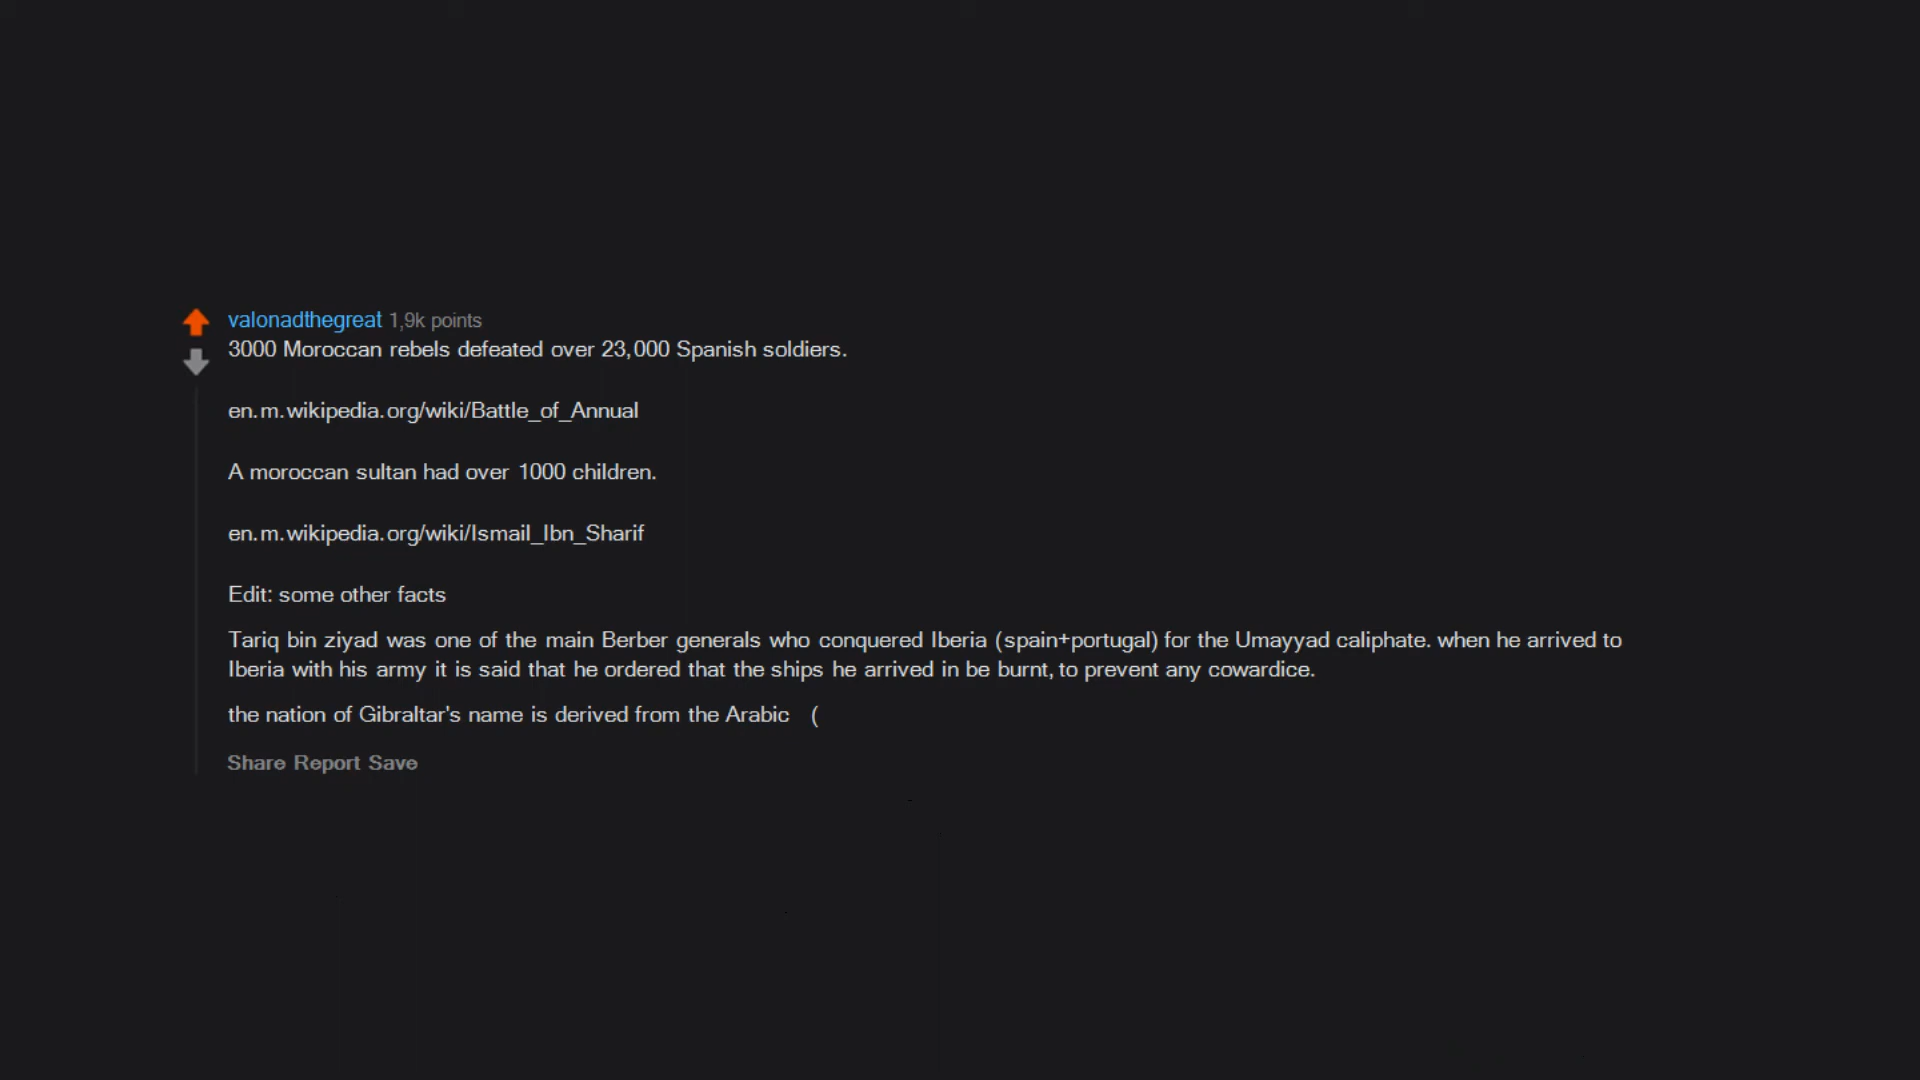 valonadthegreat 1,9k points
3000 Moroccan rebels defeated over 23,000 Spanish soldiers.
en.m.wikipedia.org/wiki/Battle_of_Annual
A moroccan sultan had over 1000 children.
en.m.wikipedia.org/wiki/Ismail_Ibn_Sharif
Edit: some other facts
Tariq bin ziyad was one of the main Berber generals who conquered Iberia (spain+portugal) for the Umayyad caliphate. when he arrived to
Iberia with his army it is said that he ordered that the ships he arrived in be burnt, to prevent any cowardice.
the nation of Gibraltar's name is derived from the Arabic (
Share Report Save